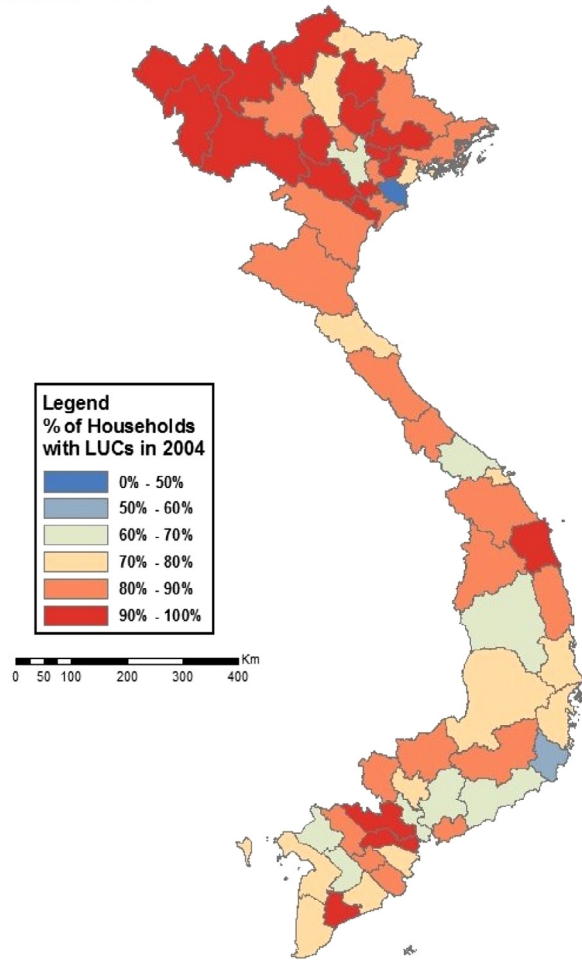 Legend
% of Households
with LUCs in 2004
0% - 50%
50% - 60%
60% - 70%
70% - 80%
80% - 90%
90% - 100%
Km
0 50 100 200 300 400